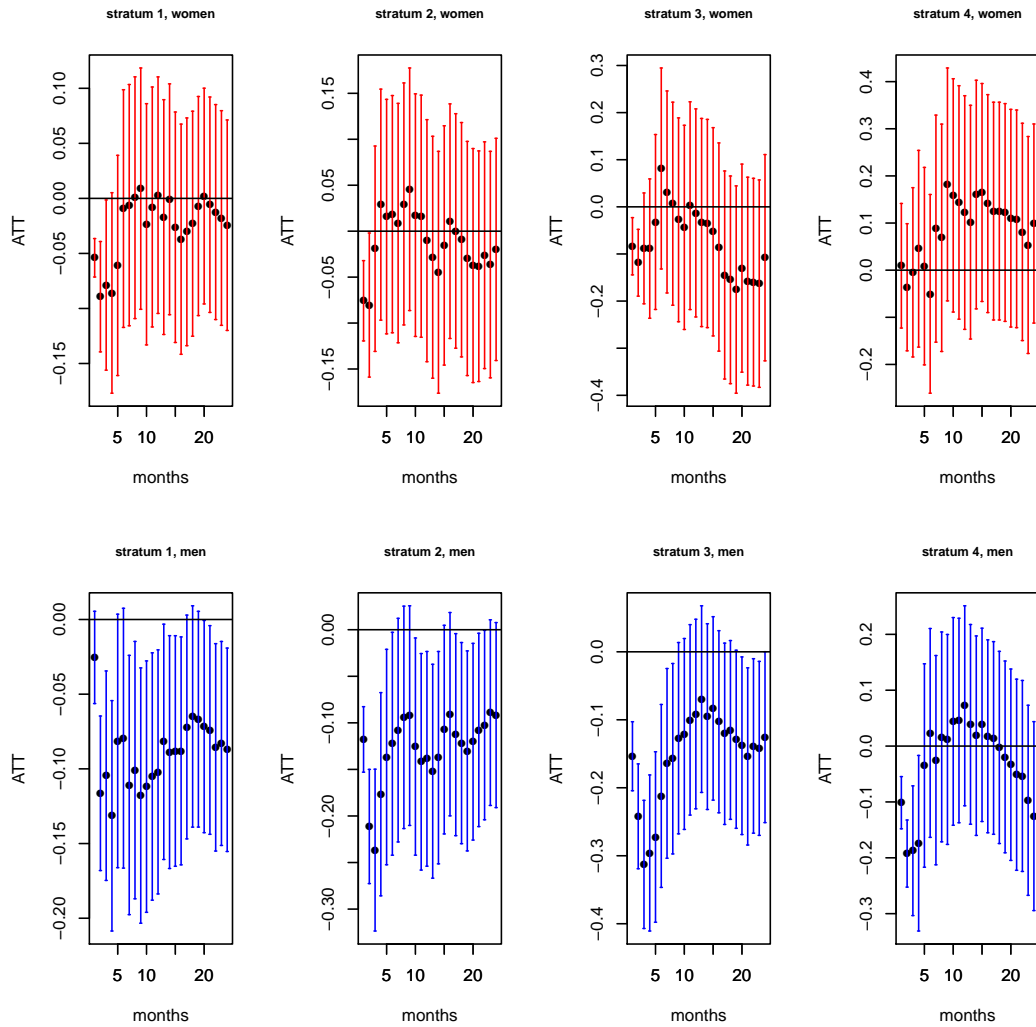 stratum 1, women
stratum 2, women
stratum 3, women
stratum 4, women
ATT
0.10
0.05
0.00
−0.05
−0.15
5 10 20
months
ATT
0.15
0.05
−0.05
−0.15
5 10 20
months
ATT
0.3
0.1
0.0
−0.2
−0.4
5 10 20
months
ATT
0.4
0.3
0.2
0.1
0.0
−0.2
5 10 20
months
stratum 1, men
stratum 2, men
stratum 3, men
stratum 4, men
ATT
0.00
−0.05
−0.10
−0.15
−0.20
5 10 20
months
ATT
0.00
−0.10
−0.20
−0.30
5 10 20
months
ATT
0.0
−0.1
−0.2
−0.3
−0.4
5 10 20
months
ATT
0.2
0.1
0.0
−0.1
−0.2
−0.3
5 10 20
months